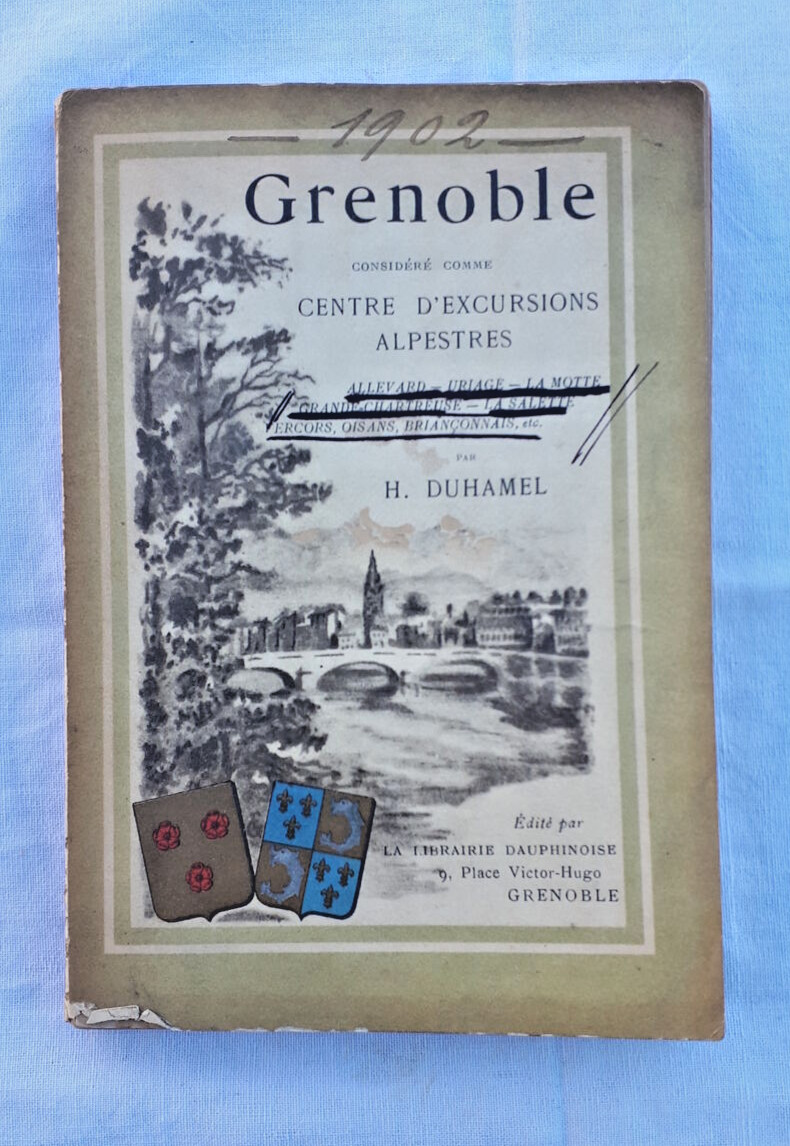 — 1902 —
Grenoble
CONSIDÉRÉ COMME
CENTRE D'EXCURSIONS
ALPESTRES
ALLEVARD — URIAGE — LA MOTTE
GRANDE-CHARTREUSE — LA SALETTE
VERCORS, OISANS, BRIANÇONNAIS, etc.
PAR
H. DUHAMEL
Édité par
LA LIBRAIRIE DAUPHINOISE
9, Place Victor-Hugo
GRENOBLE